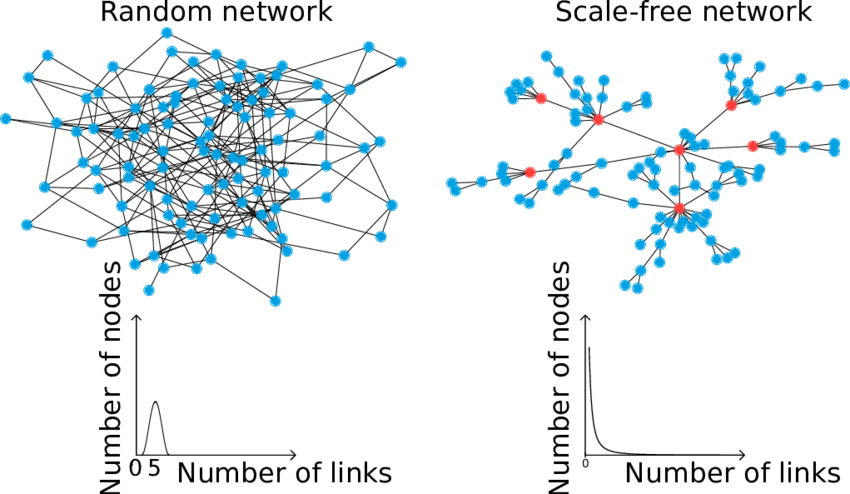 Random network
Scale-free network
Number of nodes
0 5
Number of links
Number of nodes
0
Number of links